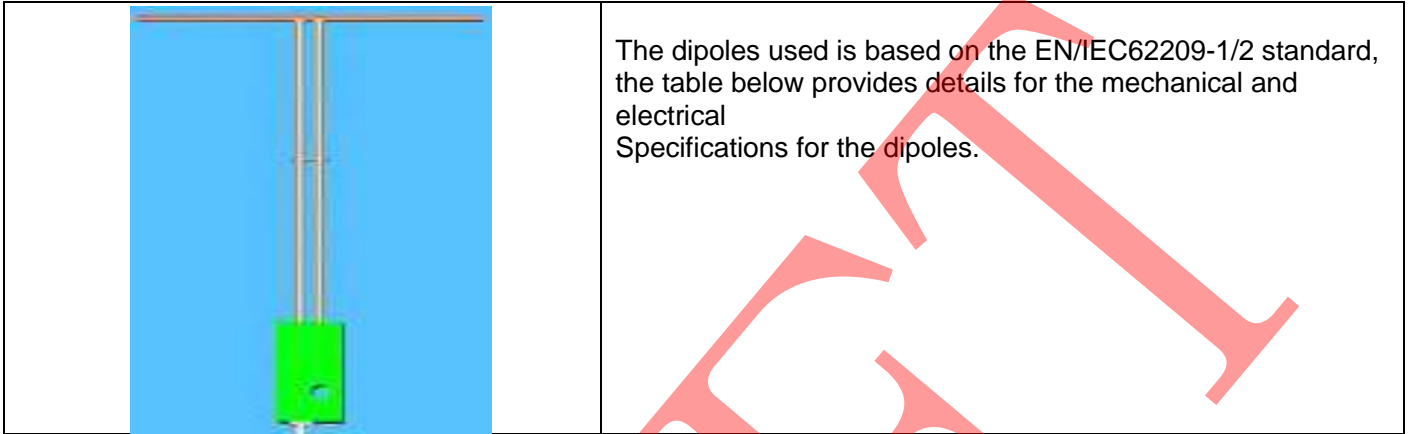 The dipoles used is based on the EN/IEC62209-1/2 standard,
the table below provides details for the mechanical and
electrical
Specifications for the dipoles.